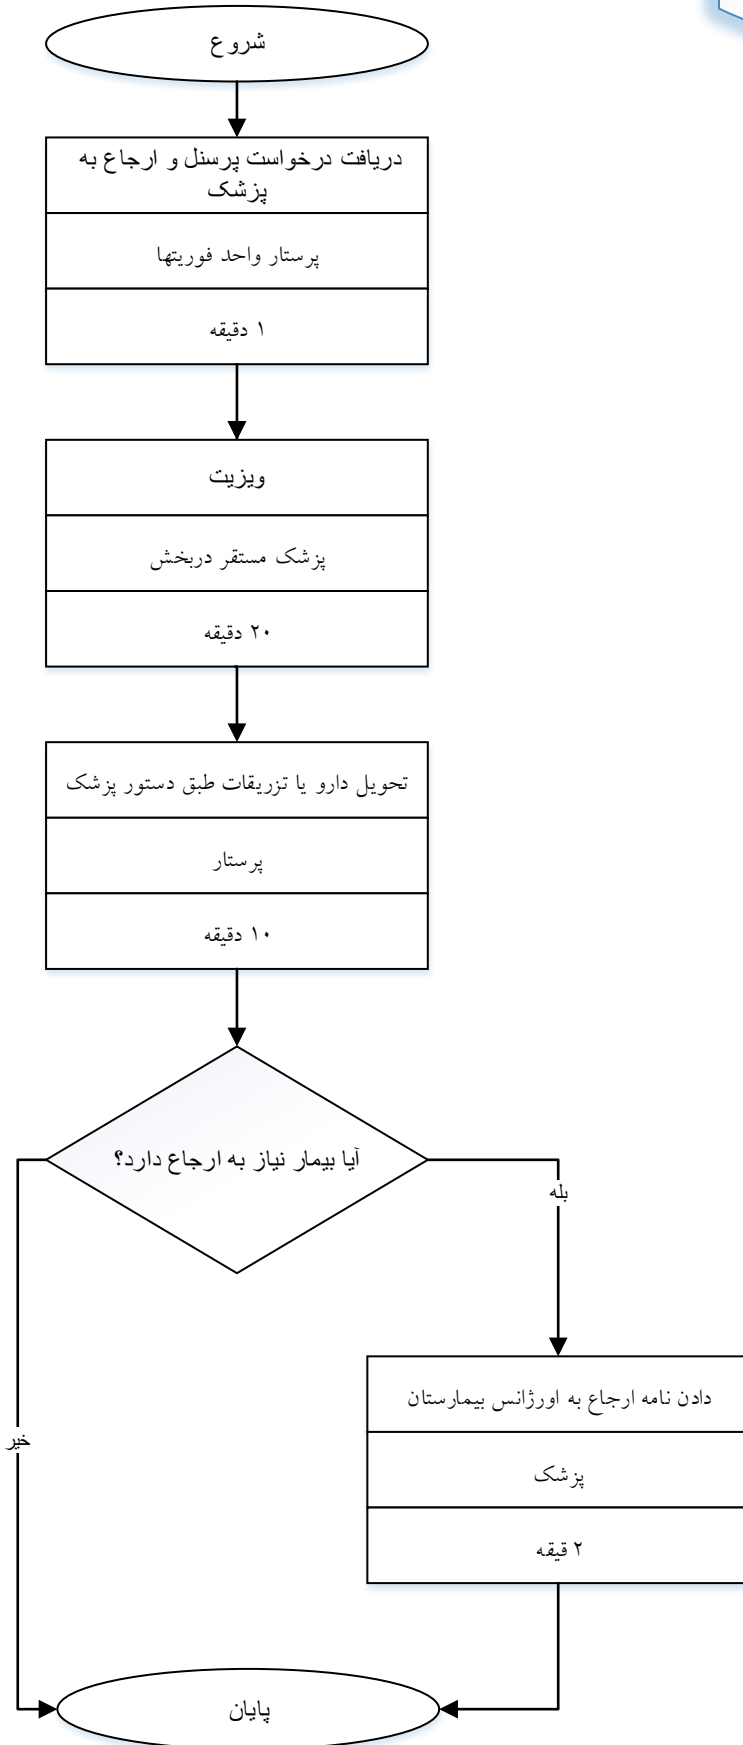 شروع
دریافت درخواست پرسنل و ارجاع به
پزشک
پرستار واحد فوریتها
۱ دقیقه
ویزیت
پزشک مستقر دربخش
۲۰ دقیقه
تحویل دارو یا تزریقات طبق دستور پزشک
پرستار
۱۰ دقیقه
آیا بیمار نیاز به ارجاع دارد؟
بله
دادن نامه ارجاع به اورژانس بیمارستان
خیر
پزشک
۲ قیقه
پایان